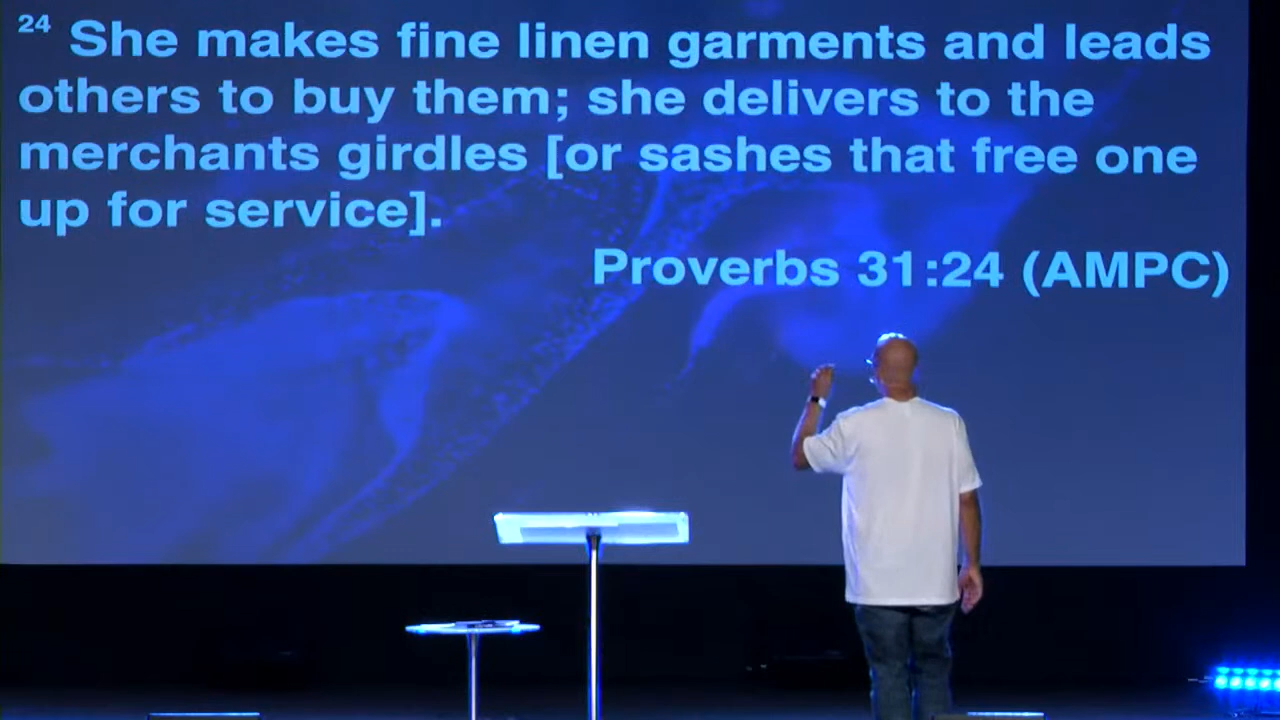 24 She makes fine linen garments and leads
others to buy them; she delivers to the
merchants girdles [or sashes that free one
up for service].
Proverbs 31:24 (AMPC)